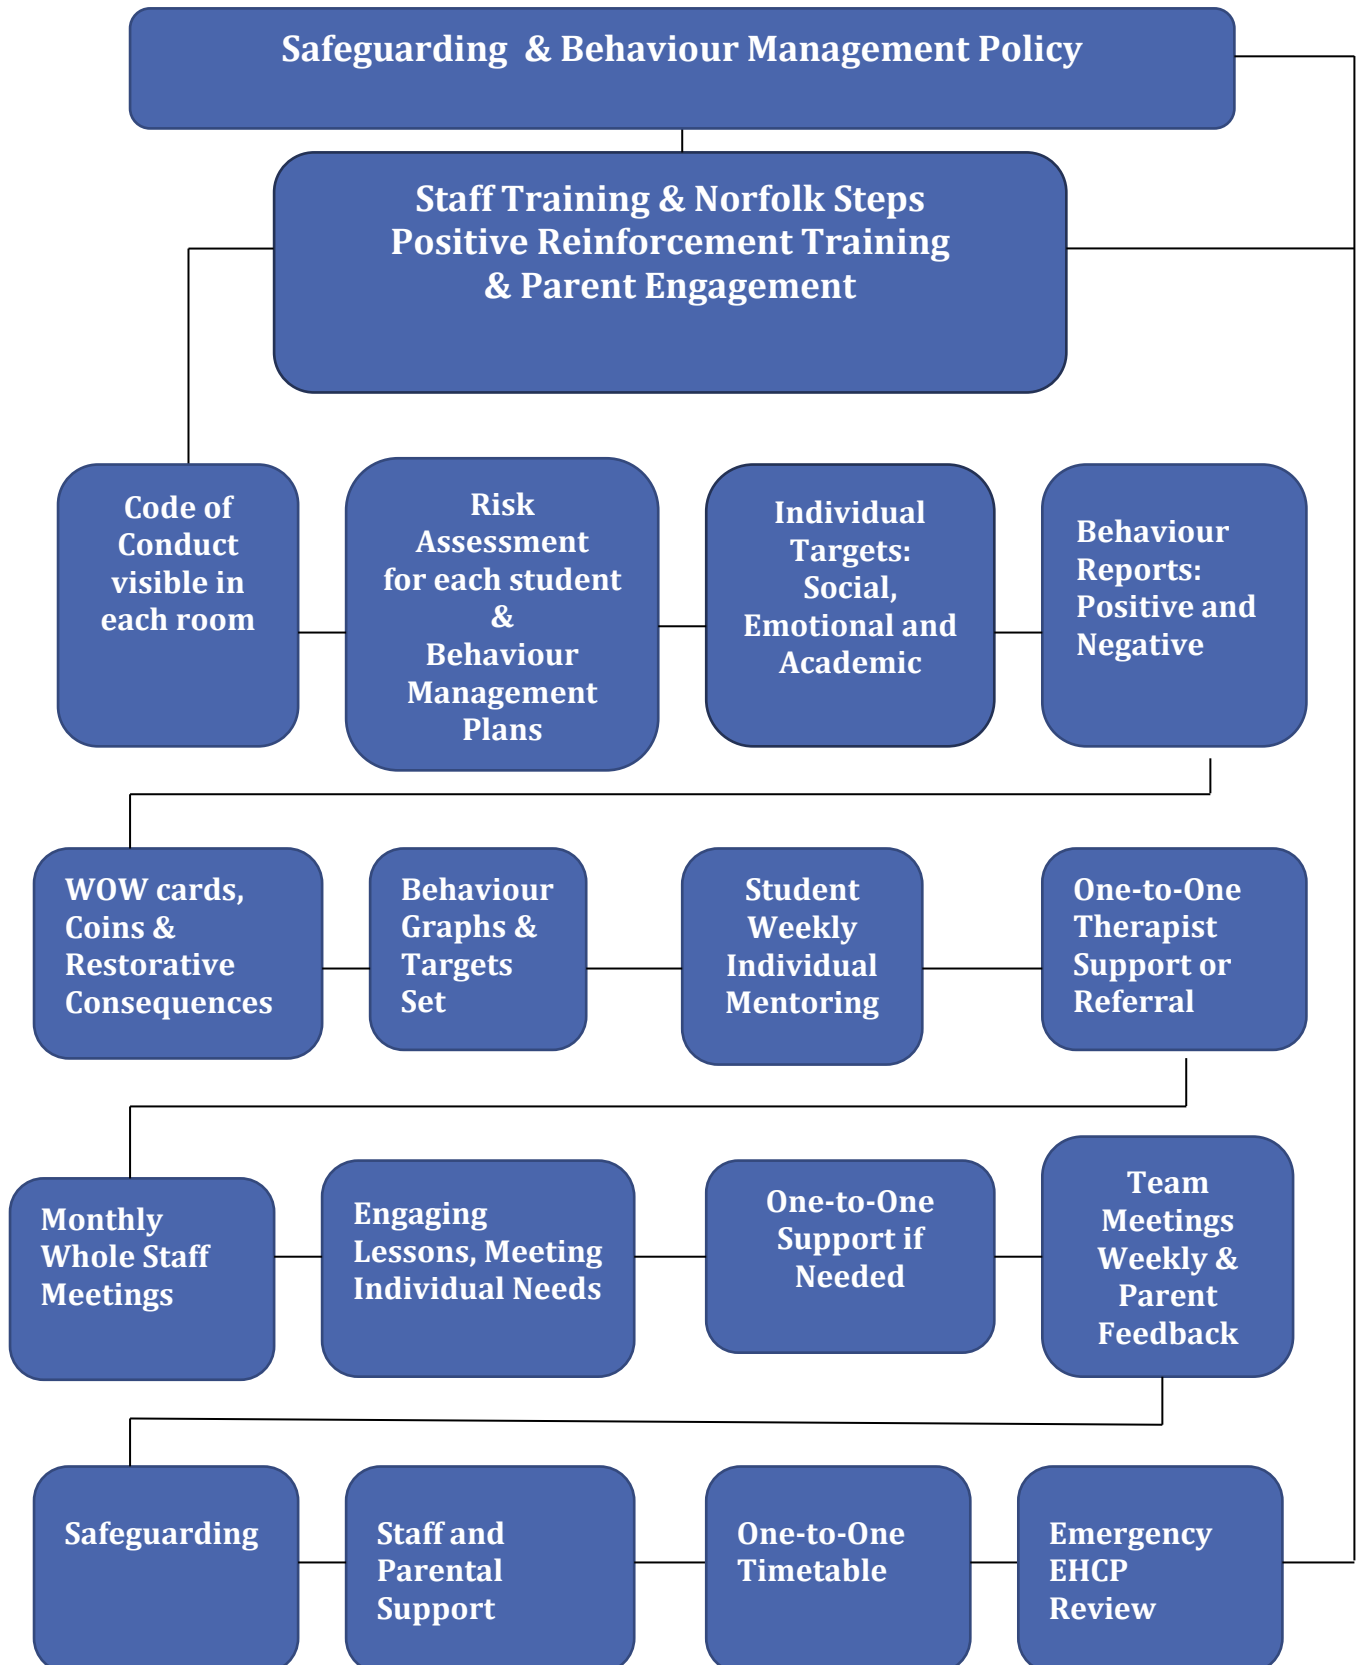 Safeguarding & Behaviour Management Policy
Staff Training & Norfolk Steps
Positive Reinforcement Training
& Parent Engagement
Code of
Conduct
visible in
each room
Risk
Assessment
for each student
&
Behaviour
Management
Plans
Individual
Targets:
Social,
Emotional and
Academic
Behaviour
Reports:
Positive and
Negative
WOW cards,
Coins &
Restorative
Consequences
Behaviour
Graphs &
Targets
Set
Student
Weekly
Individual
Mentoring
One-to-One
Therapist
Support or
Referral
Monthly
Whole Staff
Meetings
Engaging
Lessons, Meeting
Individual Needs
One-to-One
Support if
Needed
Team
Meetings
Weekly &
Parent
Feedback
Safeguarding
Staff and
Parental
Support
One-to-One
Timetable
Emergency
EHCP
Review